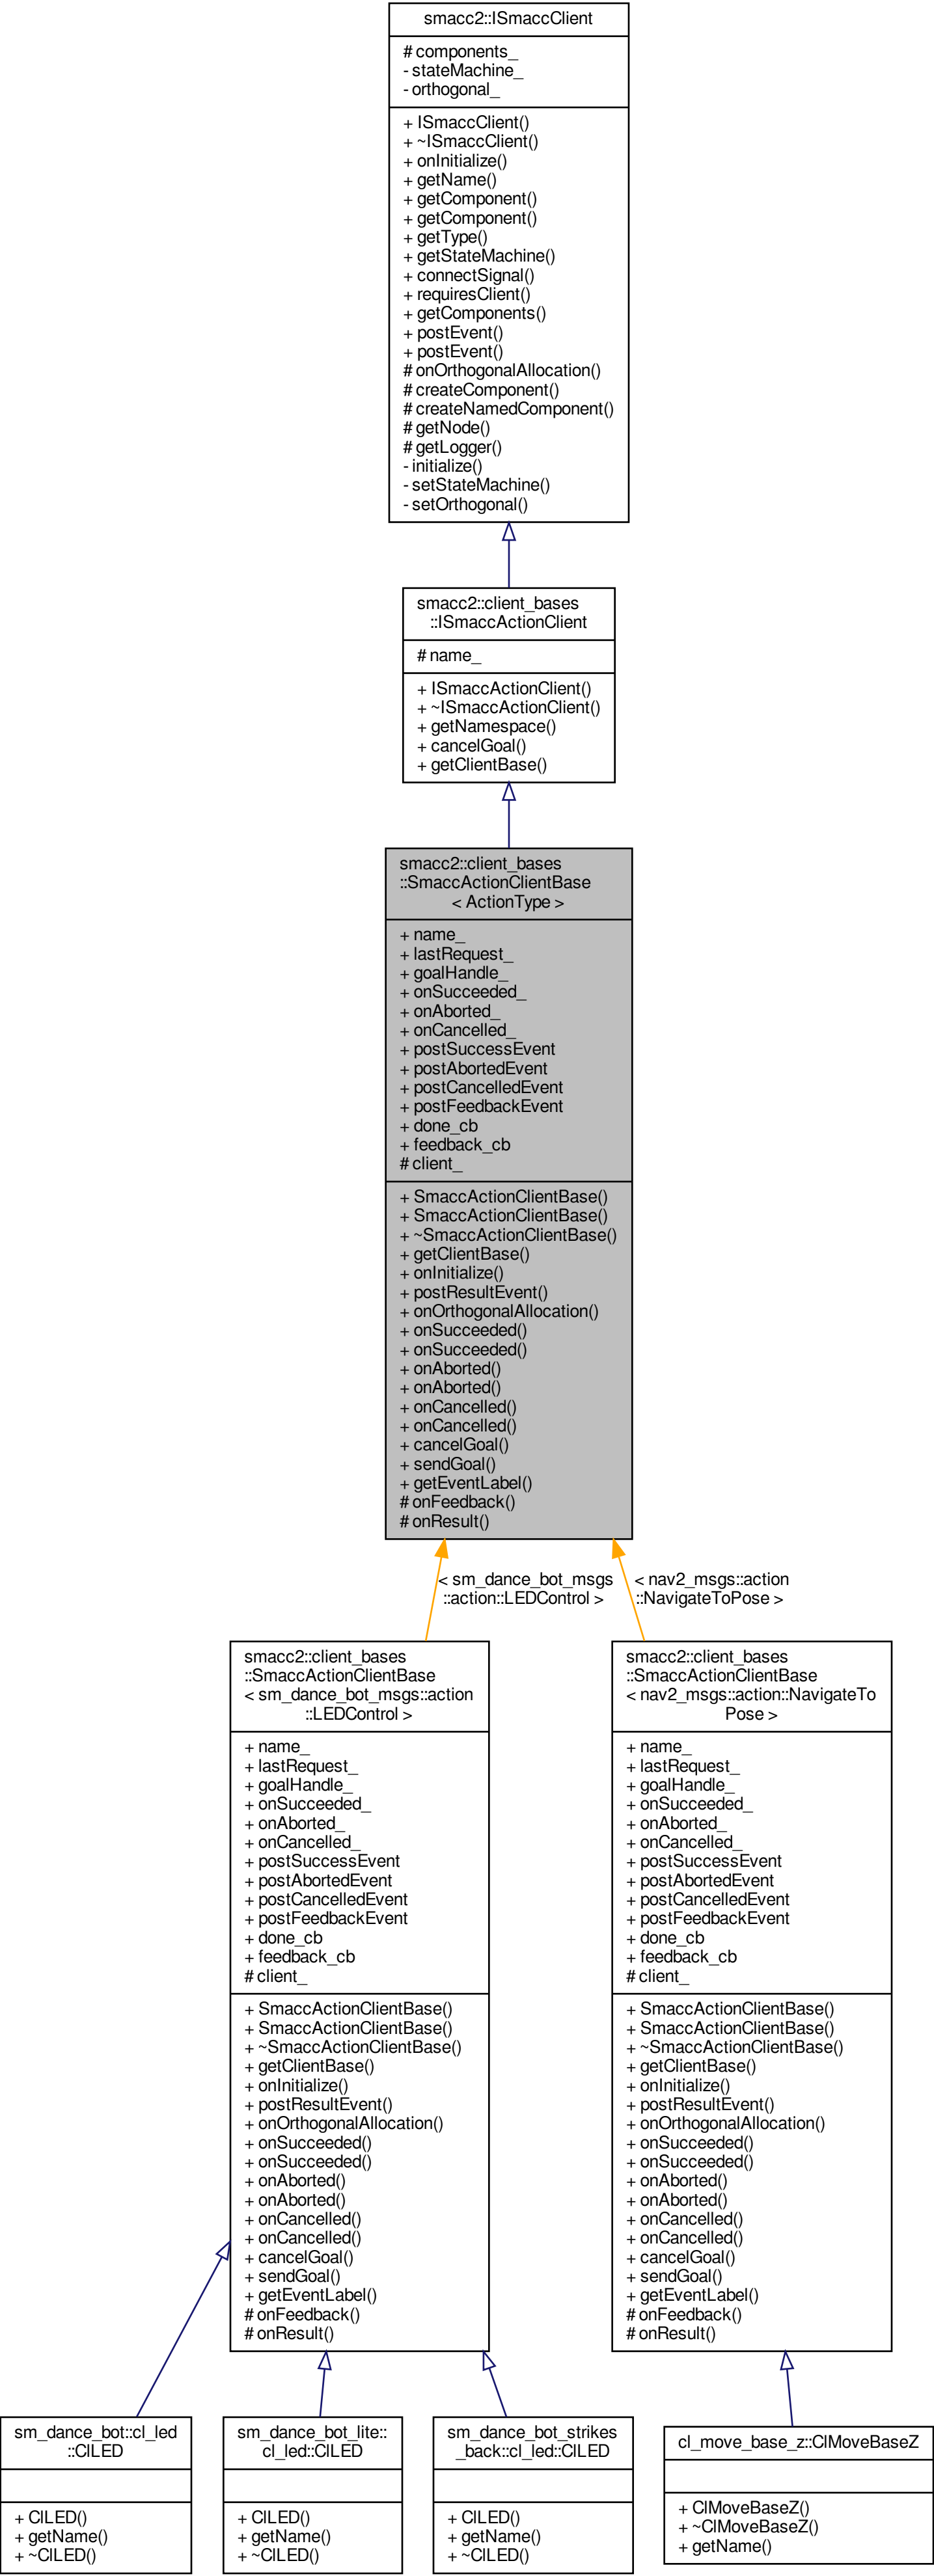 smacc2::ISmaccClient
# components_
- stateMachine_
- orthogonal_
+ ISmaccClient()
+ ~ISmaccClient()
+ onInitialize()
+ getName()
+ getComponent()
+ getComponent()
+ getType()
+ getStateMachine()
+ connectSignal()
+ requiresClient()
+ getComponents()
+ postEvent()
+ postEvent()
# onOrthogonalAllocation()
# createComponent()
# createNamedComponent()
# getNode()
# getLogger()
- initialize()
- setStateMachine()
- setOrthogonal()
smacc2::client_bases
::ISmaccActionClient
# name_
+ ISmaccActionClient()
+ ~ISmaccActionClient()
+ getNamespace()
+ cancelGoal()
+ getClientBase()
smacc2::client_bases
::SmaccActionClientBase
< ActionType >
+ name_
+ lastRequest_
+ goalHandle_
+ onSucceeded_
+ onAborted_
+ onCancelled_
+ postSuccessEvent
+ postAbortedEvent
+ postCancelledEvent
+ postFeedbackEvent
+ done_cb
+ feedback_cb
# client_
+ SmaccActionClientBase()
+ SmaccActionClientBase()
+ ~SmaccActionClientBase()
+ getClientBase()
+ onInitialize()
+ postResultEvent()
+ onOrthogonalAllocation()
+ onSucceeded()
+ onSucceeded()
+ onAborted()
+ onAborted()
+ onCancelled()
+ onCancelled()
+ cancelGoal()
+ sendGoal()
+ getEventLabel()
# onFeedback()
# onResult()
< sm_dance_bot_msgs
::action::LEDControl >
< nav2_msgs::action
::NavigateToPose >
smacc2::client_bases
::SmaccActionClientBase
< sm_dance_bot_msgs::action
::LEDControl >
+ name_
+ lastRequest_
+ goalHandle_
+ onSucceeded_
+ onAborted_
+ onCancelled_
+ postSuccessEvent
+ postAbortedEvent
+ postCancelledEvent
+ postFeedbackEvent
+ done_cb
+ feedback_cb
# client_
+ SmaccActionClientBase()
+ SmaccActionClientBase()
+ ~SmaccActionClientBase()
+ getClientBase()
+ onInitialize()
+ postResultEvent()
+ onOrthogonalAllocation()
+ onSucceeded()
+ onSucceeded()
+ onAborted()
+ onAborted()
+ onCancelled()
+ onCancelled()
+ cancelGoal()
+ sendGoal()
+ getEventLabel()
# onFeedback()
# onResult()
smacc2::client_bases
::SmaccActionClientBase
< nav2_msgs::action::NavigateTo
Pose >
+ name_
+ lastRequest_
+ goalHandle_
+ onSucceeded_
+ onAborted_
+ onCancelled_
+ postSuccessEvent
+ postAbortedEvent
+ postCancelledEvent
+ postFeedbackEvent
+ done_cb
+ feedback_cb
# client_
+ SmaccActionClientBase()
+ SmaccActionClientBase()
+ ~SmaccActionClientBase()
+ getClientBase()
+ onInitialize()
+ postResultEvent()
+ onOrthogonalAllocation()
+ onSucceeded()
+ onSucceeded()
+ onAborted()
+ onAborted()
+ onCancelled()
+ onCancelled()
+ cancelGoal()
+ sendGoal()
+ getEventLabel()
# onFeedback()
# onResult()
sm_dance_bot::cl_led
::ClLED
+ ClLED()
+ getName()
+ ~ClLED()
sm_dance_bot_lite::
cl_led::ClLED
+ ClLED()
+ getName()
+ ~ClLED()
sm_dance_bot_strikes
_back::cl_led::ClLED
+ ClLED()
+ getName()
+ ~ClLED()
cl_move_base_z::ClMoveBaseZ
+ ClMoveBaseZ()
+ ~ClMoveBaseZ()
+ getName()